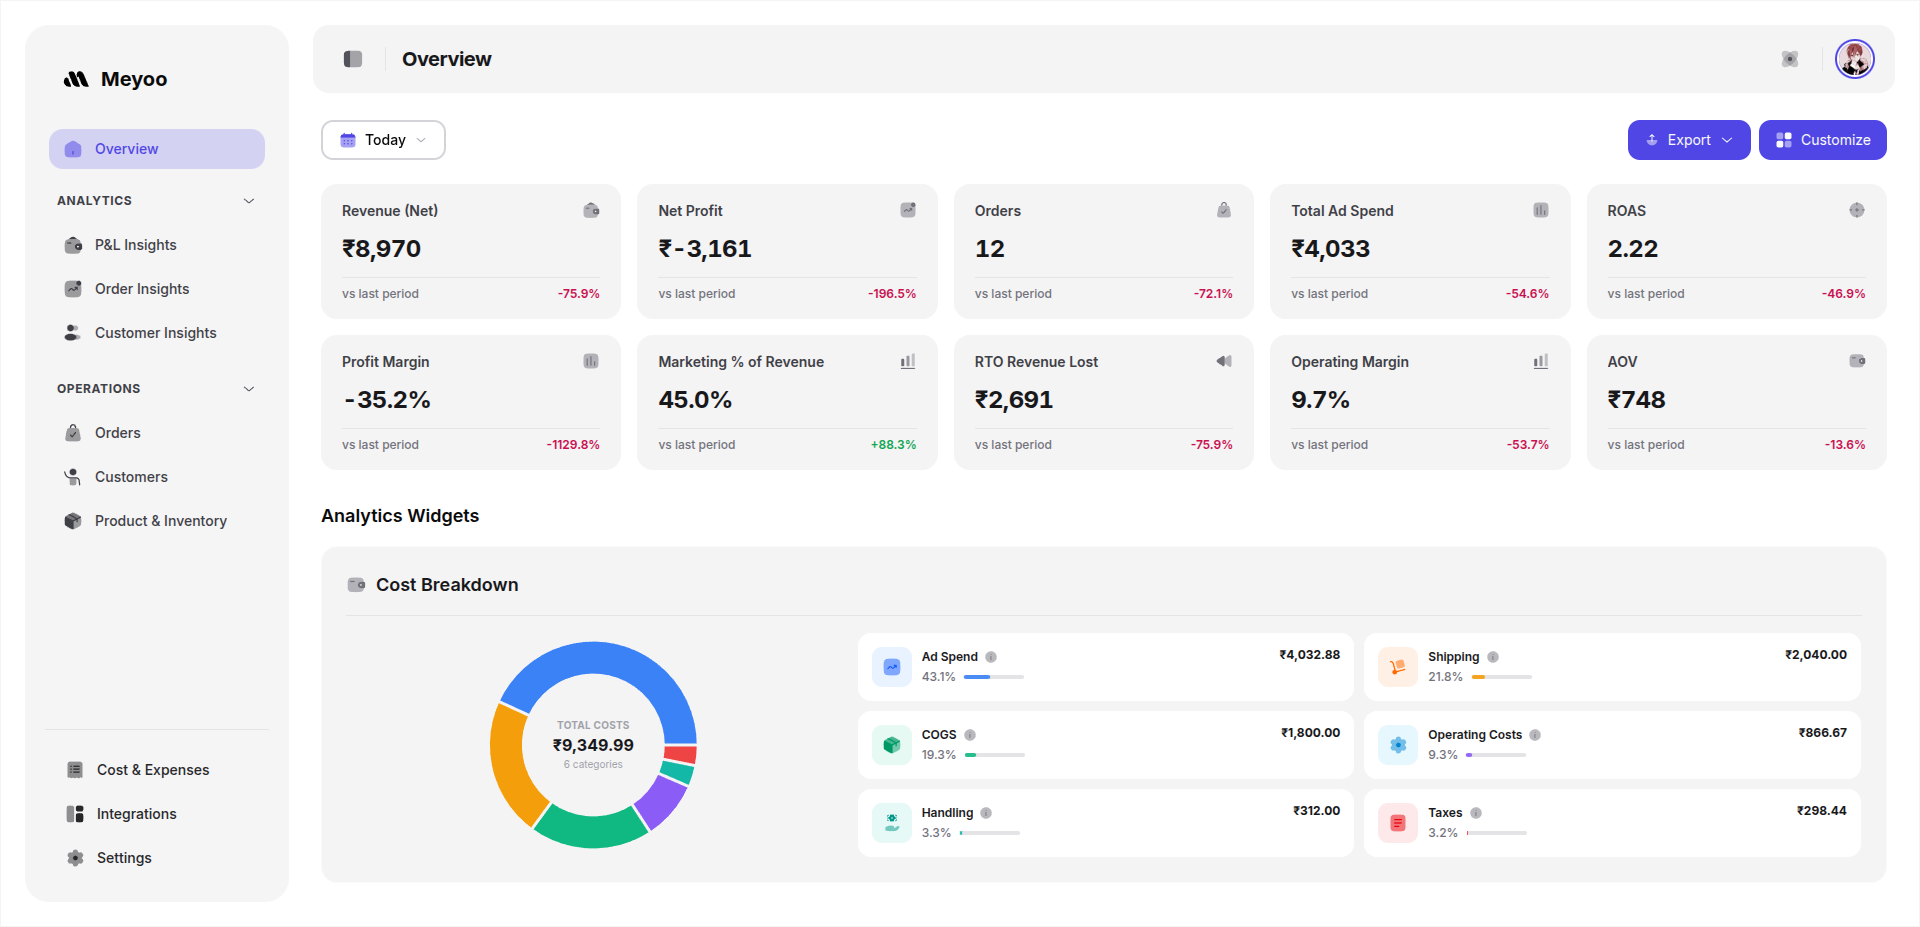 Meyoo
Overview
ANALYTICS
P&L Insights
Order Insights
Customer Insights
OPERATIONS
Orders
Customers
Product & Inventory
Cost & Expenses
Integrations
Settings
Overview
Today
Export
Customize
Revenue (Net)
₹8,970
vs last period -75.9%
Net Profit
₹-3,161
vs last period -196.5%
Orders
12
vs last period -72.1%
Total Ad Spend
₹4,033
vs last period -54.6%
ROAS
2.22
vs last period -46.9%
Profit Margin
-35.2%
vs last period -1129.8%
Marketing % of Revenue
45.0%
vs last period +88.3%
RTO Revenue Lost
₹2,691
vs last period -75.9%
Operating Margin
9.7%
vs last period -53.7%
AOV
₹748
vs last period -13.6%
Analytics Widgets
Cost Breakdown
TOTAL COSTS
₹9,349.99
6 categories
Ad Spend ₹4,032.88
43.1%
Shipping ₹2,040.00
21.8%
COGS ₹1,800.00
19.3%
Operating Costs ₹866.67
9.3%
Handling ₹312.00
3.3%
Taxes ₹298.44
3.2%